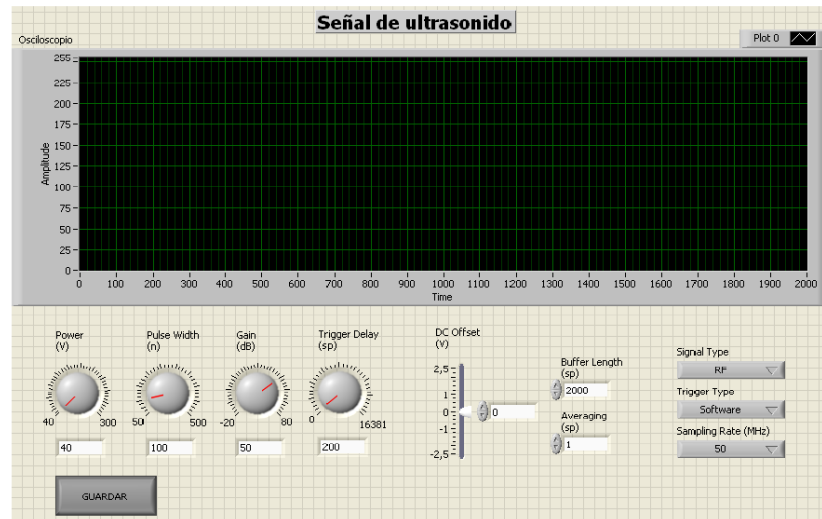 Señal de ultrasonido
Osciloscopio
Plot 0
Amplitude
255
225
200
175
150
125
100
75
50
25
0
0 100 200 300 400 500 600 700 800 900 1000 1100 1200 1300 1400 1500 1600 1700 1800 1900 2000
Time
Power
(V)
40 300
40
Pulse Width
(n)
50 500
100
Gain
(dB)
-20 80
50
Trigger Delay
(sp)
0 16381
200
DC Offset
(V)
2,5
1
0
-1
-2,5
0
Buffer Length
(sp)
2000
Averaging
(sp)
1
Signal Type
RF
Trigger Type
Software
Sampling Rate (MHz)
50
GUARDAR